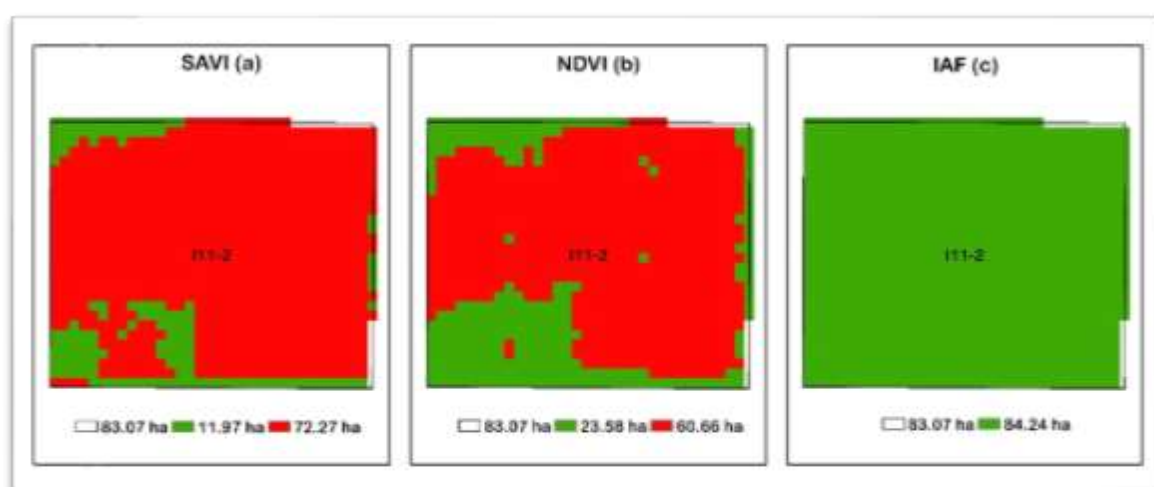 SAVI (a)
I11-2
83.07 ha 11.97 ha 72.27 ha
NDVI (b)
I11-2
83.07 ha 23.58 ha 60.66 ha
IAF (c)
I11-2
83.07 ha 84.24 ha